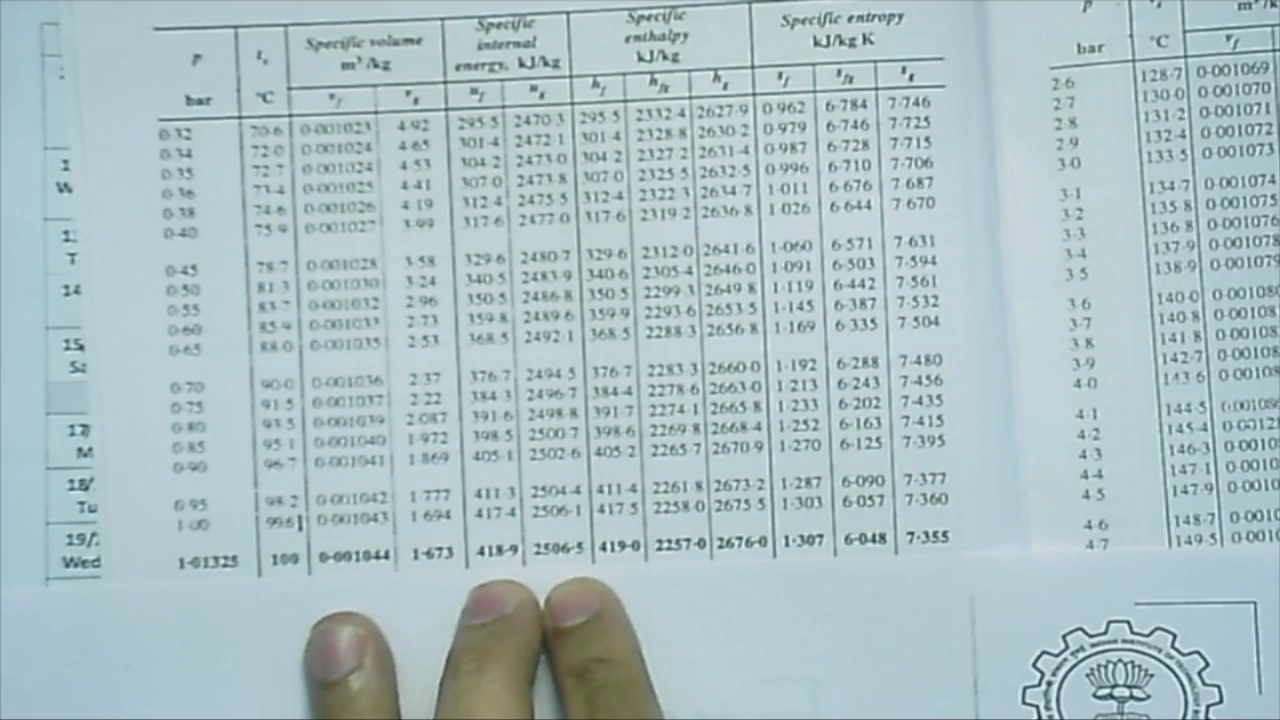 Specific volume m³/kg
Specific internal energy, kJ/kg
Specific enthalpy kJ/kg
Specific entropy kJ/kg K
p bar
t_s °C
v_f v_g u_f u_g h_f h_fg h_g s_f s_fg s_g
0·32 70·6 0·001023 4·92 295·5 2470·3 295·5 2332·4 2627·9 0·962 6·784 7·746
0·34 72·0 0·001024 4·65 301·4 2472·1 301·4 2328·8 2630·2 0·979 6·746 7·725
0·35 72·7 0·001024 4·53 304·2 2473·0 304·2 2327·2 2631·4 0·987 6·728 7·715
0·36 73·4 0·001025 4·41 307·0 2473·8 307·0 2325·5 2632·5 0·996 6·710 7·706
0·38 74·6 0·001026 4·19 312·4 2475·5 312·4 2322·3 2634·7 1·011 6·676 7·687
0·40 75·9 0·001027 3·99 317·6 2477·0 317·6 2319·2 2636·8 1·026 6·644 7·670
0·45 78·7 0·001028 3·58 329·6 2480·7 329·6 2312·0 2641·6 1·060 6·571 7·631
0·50 81·3 0·001030 3·24 340·5 2483·9 340·6 2305·4 2646·0 1·091 6·503 7·594
0·55 83·7 0·001032 2·96 350·5 2486·8 350·5 2299·3 2649·8 1·119 6·442 7·561
0·60 85·9 0·001033 2·73 359·8 2489·6 359·9 2293·6 2653·5 1·145 6·387 7·532
0·65 88·0 0·001035 2·53 368·5 2492·1 368·5 2288·3 2656·8 1·169 6·335 7·504
0·70 90·0 0·001036 2·37 376·7 2494·5 376·7 2283·3 2660·0 1·192 6·288 7·480
0·75 91·5 0·001037 2·22 384·3 2496·7 384·4 2278·6 2663·0 1·213 6·243 7·456
0·80 93·5 0·001039 2·087 391·6 2498·8 391·7 2274·1 2665·8 1·233 6·202 7·435
0·85 95·1 0·001040 1·972 398·5 2500·7 398·6 2269·8 2668·4 1·252 6·163 7·415
0·90 96·7 0·001041 1·869 405·1 2502·6 405·2 2265·7 2670·9 1·270 6·125 7·395
0·95 98·2 0·001042 1·777 411·3 2504·4 411·4 2261·8 2673·2 1·287 6·090 7·377
1·00 99·6 0·001043 1·694 417·4 2506·1 417·5 2258·0 2675·5 1·303 6·057 7·360
1·01325 100 0·001044 1·673 418·9 2506·5 419·0 2257·0 2676·0 1·307 6·048 7·355
p bar °C v_f
2·6 128·7 0·001069
2·7 130·0 0·001070
2·8 131·2 0·001071
2·9 132·4 0·001072
3·0 133·5 0·001073
3·1 134·7 0·001074
3·2 135·8 0·001075
3·3 136·8 0·001076
3·4 137·9 0·001078
3·5 138·9 0·001079
3·6 140·0 0·001080
3·7 140·8 0·00108
3·8 141·8 0·00108
3·9 142·7 0·00108
4·0 143·6 0·00108
4·1 144·5
4·2 145·4
4·3 146·3 0·0010
4·4 147·1 0·0010
4·5 147·9 0·0010
4·6 148·7 0·0010
4·7 149·5 0·0010
14
15
17/
M
18/
Tu
19/
Wed